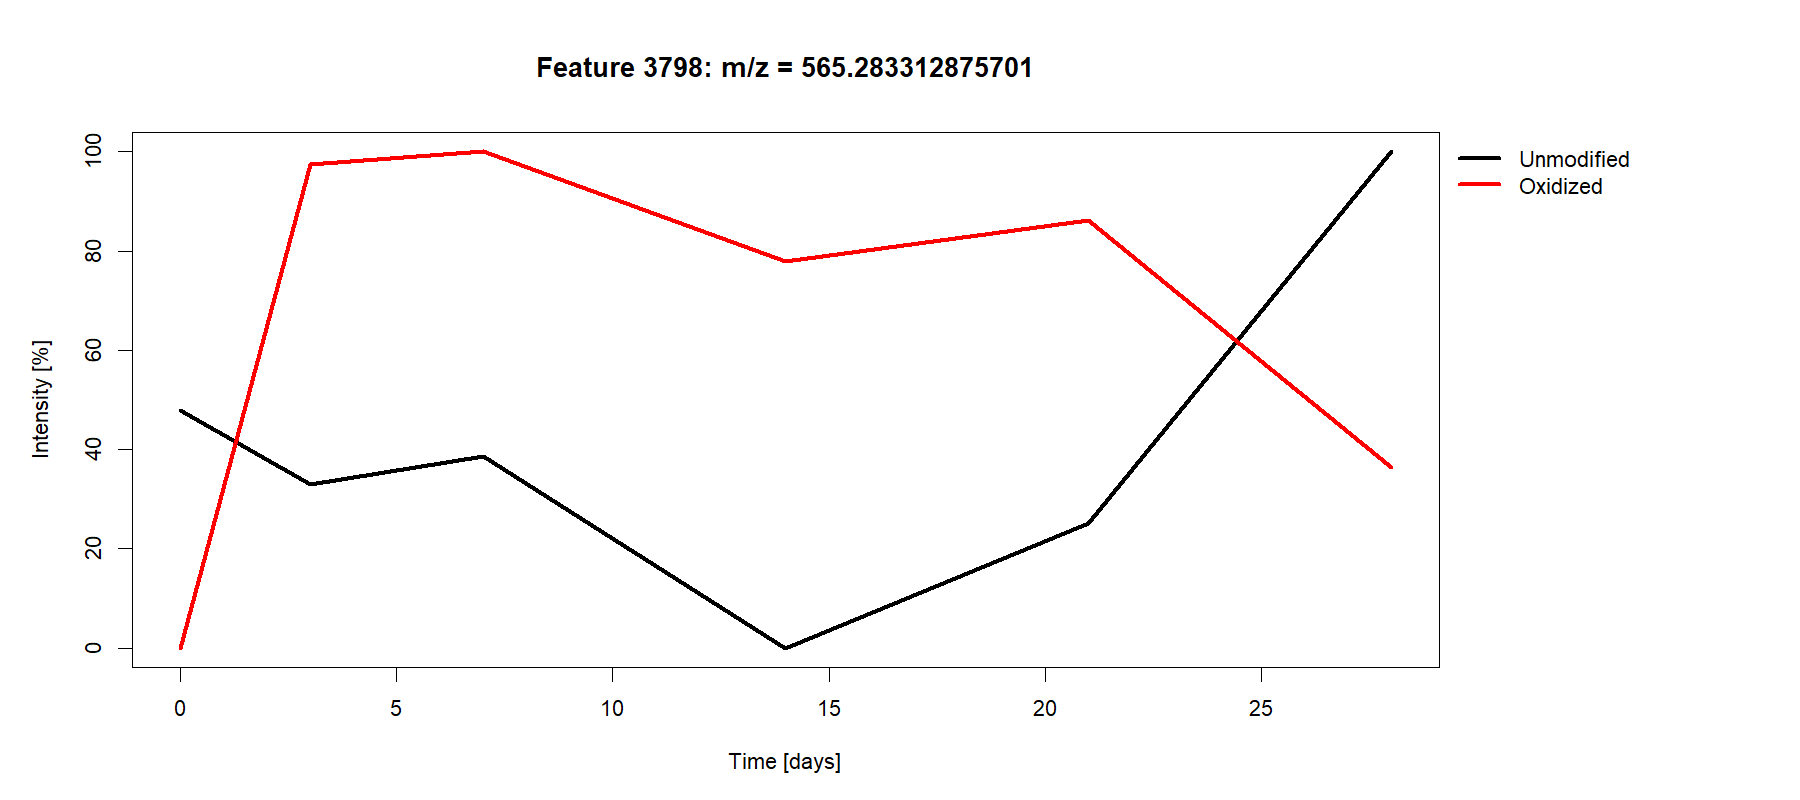 Feature 3798: m/z = 565.283312875701
Unmodified
Oxidized
Intensity [%]
100
80
60
40
20
0
0 5 10 15 20 25
Time [days]